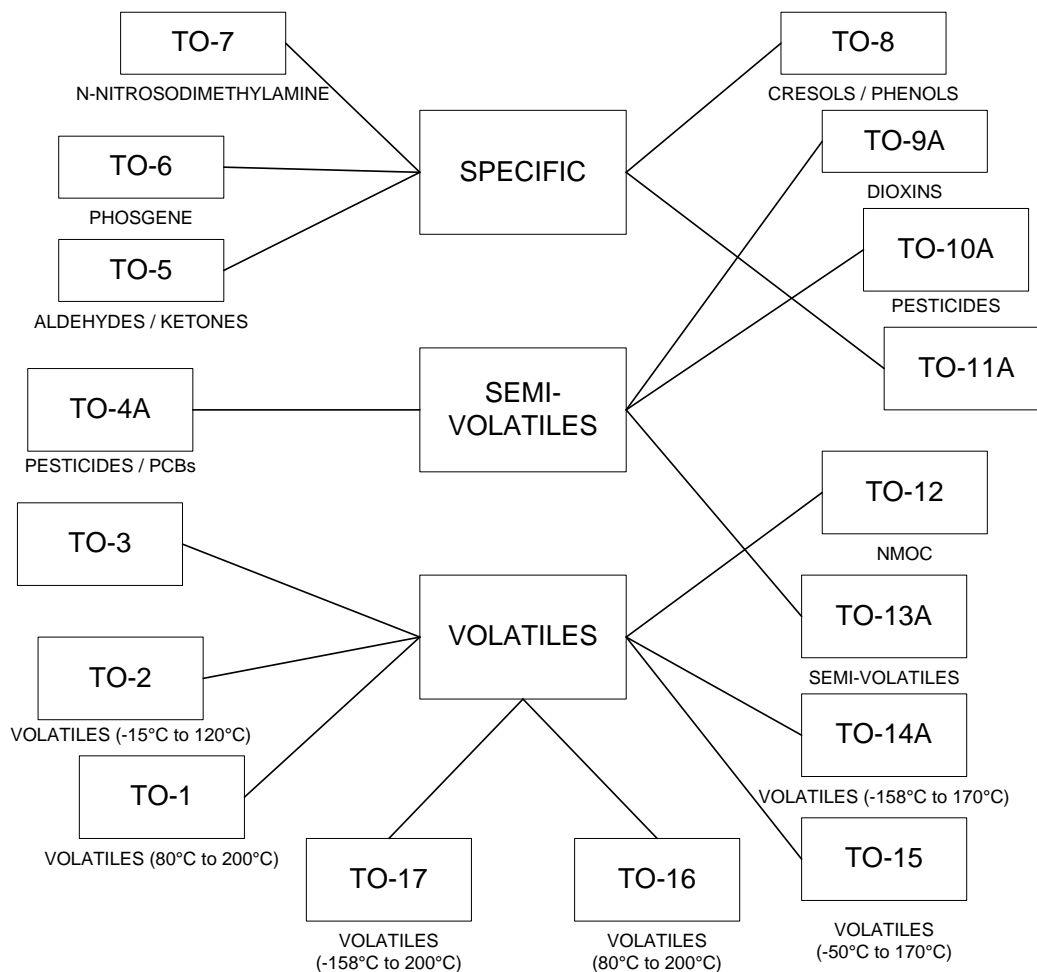 TO-7
N-NITROSODIMETHYLAMINE
TO-6
PHOSGENE
TO-5
ALDEHYDES / KETONES
SPECIFIC
TO-8
CRESOLS / PHENOLS
TO-9A
DIOXINS
TO-10A
PESTICIDES
TO-11A
TO-4A
PESTICIDES / PCBs
SEMI-
VOLATILES
TO-3
TO-2
VOLATILES (-15°C to 120°C)
TO-1
VOLATILES (80°C to 200°C)
VOLATILES
TO-12
NMOC
TO-13A
SEMI-VOLATILES
TO-14A
VOLATILES (-158°C to 170°C)
TO-15
VOLATILES
(-50°C to 170°C)
TO-17
VOLATILES
(-158°C to 200°C)
TO-16
VOLATILES
(80°C to 200°C)